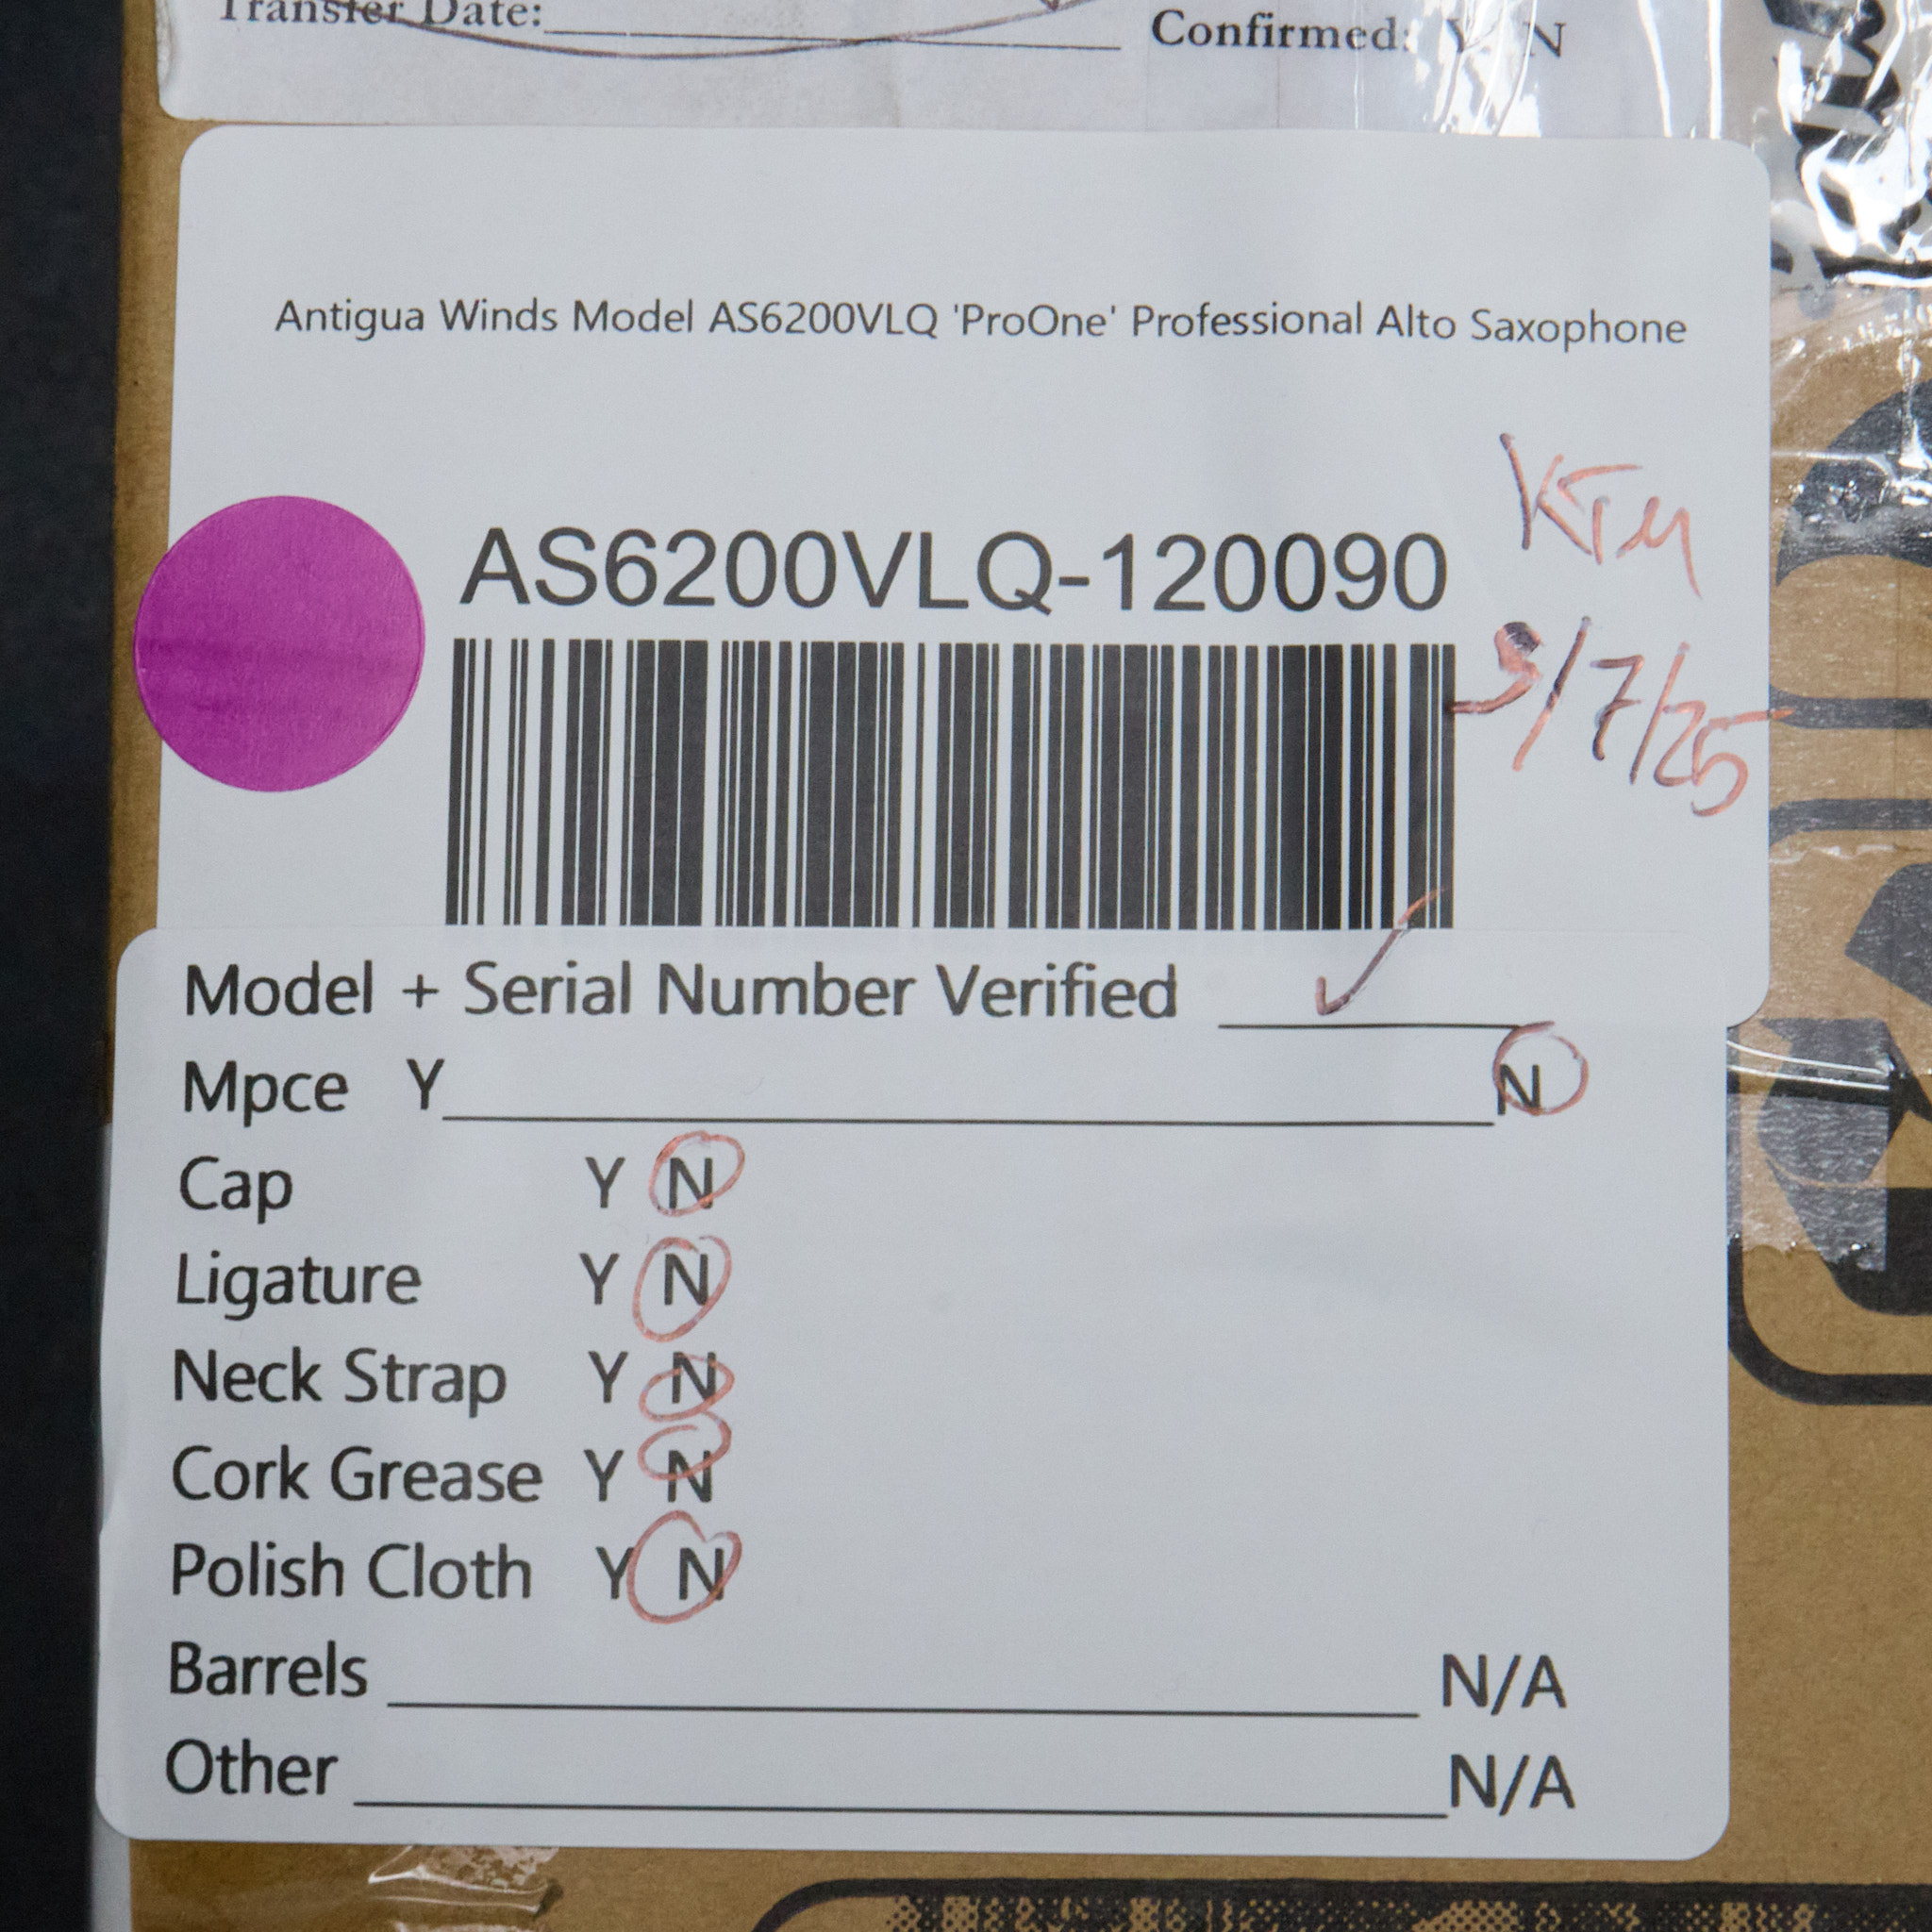 Transfer Date: Confirmed: Y N
Antigua Winds Model AS6200VLQ 'ProOne' Professional Alto Saxophone
KTM
AS6200VLQ-120090
9/7/25
Model + Serial Number Verified ✓
Mpce Y N
Cap Y N
Ligature Y N
Neck Strap Y N
Cork Grease Y N
Polish Cloth Y N
Barrels N/A
Other N/A